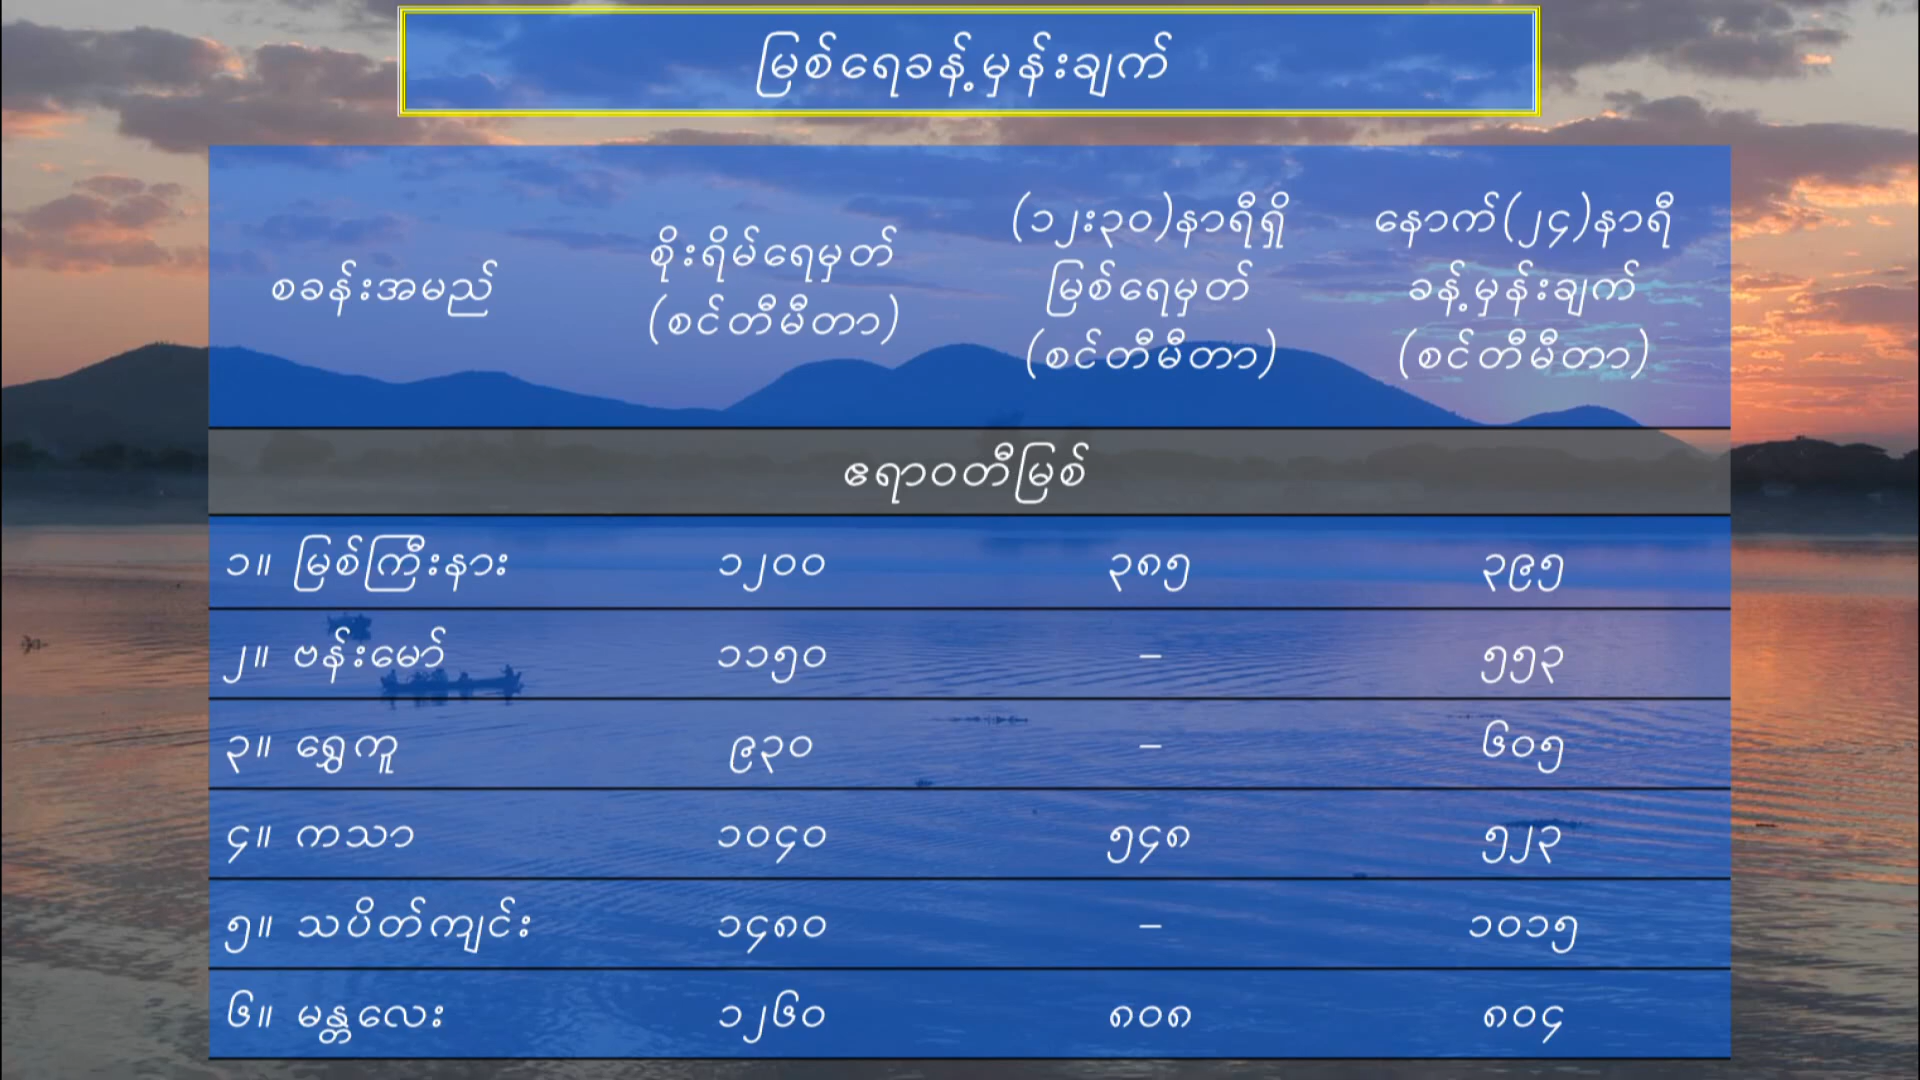 မြစ်ရေခန့်မှန်းချက်
စခန်းအမည်
စိုးရိမ်ရေမှတ်
(စင်တီမီတာ)
(၁၂း၃၀)နာရီရှိ
မြစ်ရေမှတ်
(စင်တီမီတာ)
နောက်(၂၄)နာရီ
ခန့်မှန်းချက်
(စင်တီမီတာ)
ဧရာဝတီမြစ်
၁။ မြစ်ကြီးနား ၁၂၀၀ ၃၈၅ ၃၉၅
၂။ ဗန်းမော် ၁၁၅၀ – ၅၅၃
၃။ ရွှေကူ ၉၃၀ – ၆၀၅
၄။ ကသာ ၁၀၄၀ ၅၄၈ ၅၂၃
၅။ သပိတ်ကျင်း ၁၄၈၀ – ၁၀၁၅
၆။ မန္တလေး ၁၂၆၀ ၈၀၈ ၈၀၄